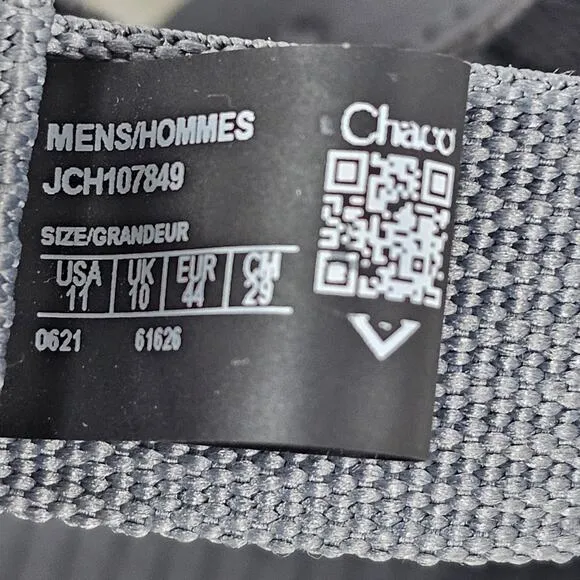 MENS/HOMMES
JCH107849
Chaco
SIZE/GRANDEUR
USA UK EUR CH
11 10 44 29
0621 61626